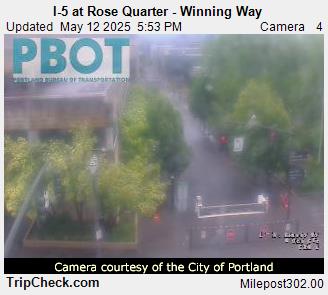 I-5 at Rose Quarter - Winning Way
Updated May 12 2025 5:53 PM Camera 4
PBOT
PORTLAND BUREAU OF TRANSPORTATION
Camera courtesy of the City of Portland
TripCheck.com Milepost302.00